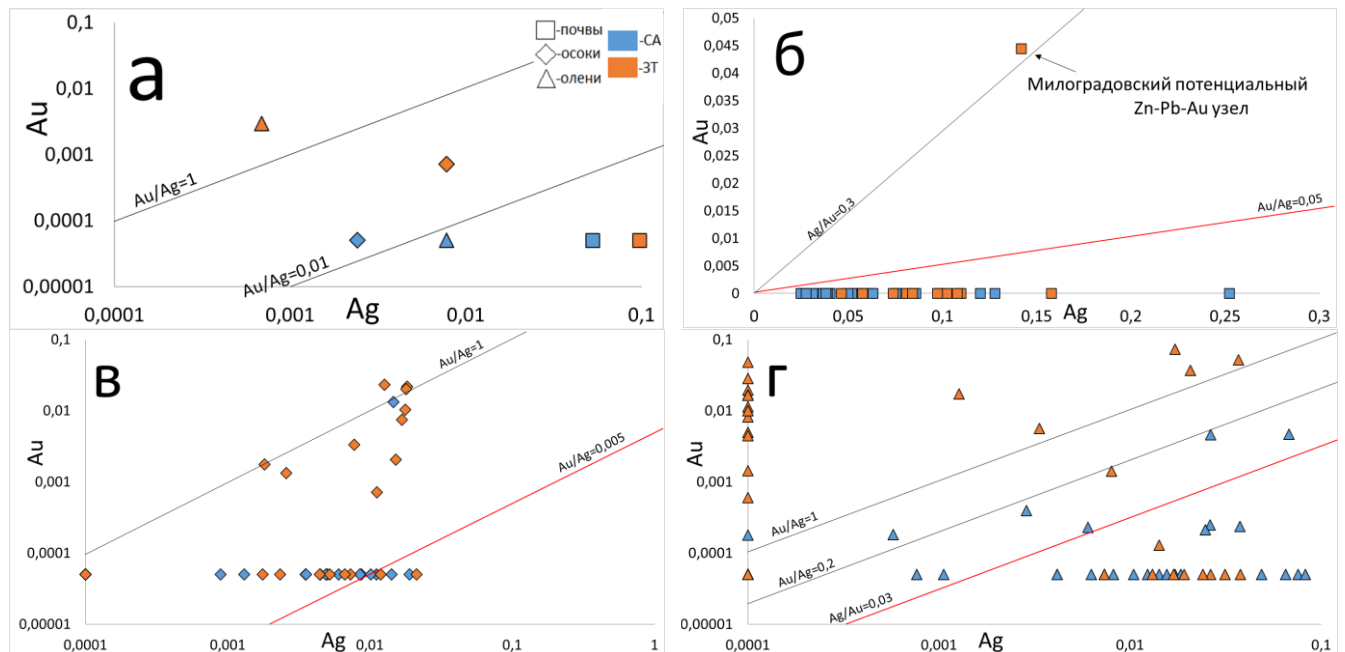 а
0,1
0,01
0,001
0,0001
0,00001
Au
0,0001
0,001
0,01
0,1
Ag
Au/Ag=1
Au/Ag=0,01
-почвы
-осоки
-олени
-СА
-ЗТ
б
0,05
0,045
0,04
0,035
0,03
0,025
0,02
0,015
0,01
0,005
0
Au
0
0,05
0,1
0,15
0,2
0,25
0,3
Ag
Ag/Au=0,3
Au/Ag=0,05
Милоградовский потенциальный
Zn-Pb-Au узел
в
0,1
0,01
0,001
0,0001
0,00001
Au
0,0001
0,001
0,01
0,1
1
Ag
Au/Ag=1
Au/Ag=0,005
г
0,1
0,01
0,001
0,0001
0,00001
Au
0,0001
0,001
0,01
0,1
Ag
Au/Ag=1
Au/Ag=0,2
Ag/Au=0,03